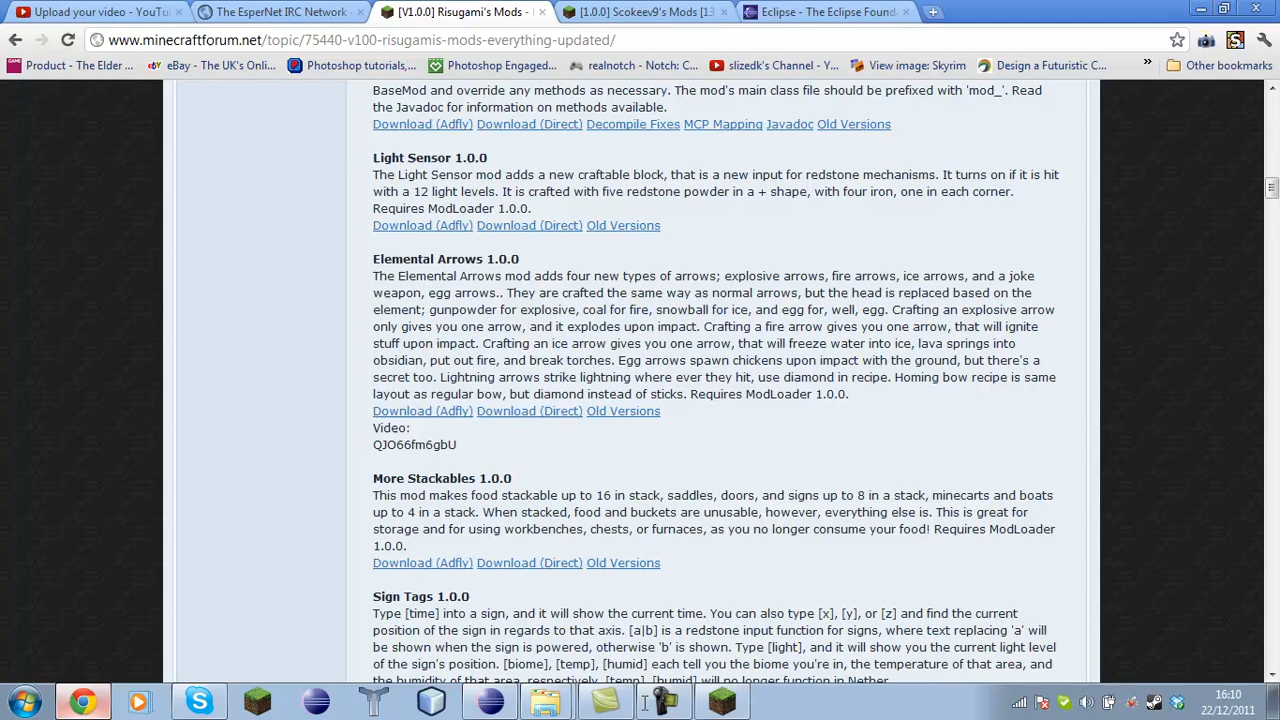 Upload your video - YouTu
The EsperNet IRC Network
[V1.0.0] Risugami's Mods -
[1.0.0] Scokeev9's Mods [13
Eclipse - The Eclipse Found
www.minecraftforum.net/topic/75440-v100-risugamis-mods-everything-updated/
GAME Product - The Elder ...
eBay - The UK's Onli...
Photoshop tutorials,...
Photoshop Engaged...
realnotch - Notch: C...
slizedk's Channel - Y...
View image: Skyrim
Design a Futuristic C...
»
Other bookmarks
BaseMod and override any methods as necessary. The mod's main class file should be prefixed with 'mod_'. Read
the Javadoc for information on methods available.
Download (Adfly) Download (Direct) Decompile Fixes MCP Mapping Javadoc Old Versions
Light Sensor 1.0.0
The Light Sensor mod adds a new craftable block, that is a new input for redstone mechanisms. It turns on if it is hit
with a 12 light levels. It is crafted with five redstone powder in a + shape, with four iron, one in each corner.
Requires ModLoader 1.0.0.
Download (Adfly) Download (Direct) Old Versions
Elemental Arrows 1.0.0
The Elemental Arrows mod adds four new types of arrows; explosive arrows, fire arrows, ice arrows, and a joke
weapon, egg arrows.. They are crafted the same way as normal arrows, but the head is replaced based on the
element; gunpowder for explosive, coal for fire, snowball for ice, and egg for, well, egg. Crafting an explosive arrow
only gives you one arrow, and it explodes upon impact. Crafting a fire arrow gives you one arrow, that will ignite
stuff upon impact. Crafting an ice arrow gives you one arrow, that will freeze water into ice, lava springs into
obsidian, put out fire, and break torches. Egg arrows spawn chickens upon impact with the ground, but there's a
secret too. Lightning arrows strike lightning where ever they hit, use diamond in recipe. Homing bow recipe is same
layout as regular bow, but diamond instead of sticks. Requires ModLoader 1.0.0.
Download (Adfly) Download (Direct) Old Versions
Video:
QJO66fm6gbU
More Stackables 1.0.0
This mod makes food stackable up to 16 in stack, saddles, doors, and signs up to 8 in a stack, minecarts and boats
up to 4 in a stack. When stacked, food and buckets are unusable, however, everything else is. This is great for
storage and for using workbenches, chests, or furnaces, as you no longer consume your food! Requires ModLoader
1.0.0.
Download (Adfly) Download (Direct) Old Versions
Sign Tags 1.0.0
Type [time] into a sign, and it will show the current time. You can also type [x], [y], or [z] and find the current
position of the sign in regards to that axis. [a|b] is a redstone input function for signs, where text replacing 'a' will
be shown when the sign is powered, otherwise 'b' is shown. Type [light], and it will show you the current light level
of the sign's position. [biome], [temp], [humid] each tell you the biome you're in, the temperature of that area, and
the humidity of that area, respectively. [temp], [humid] will no longer function in Nether.
16:10
22/12/2011